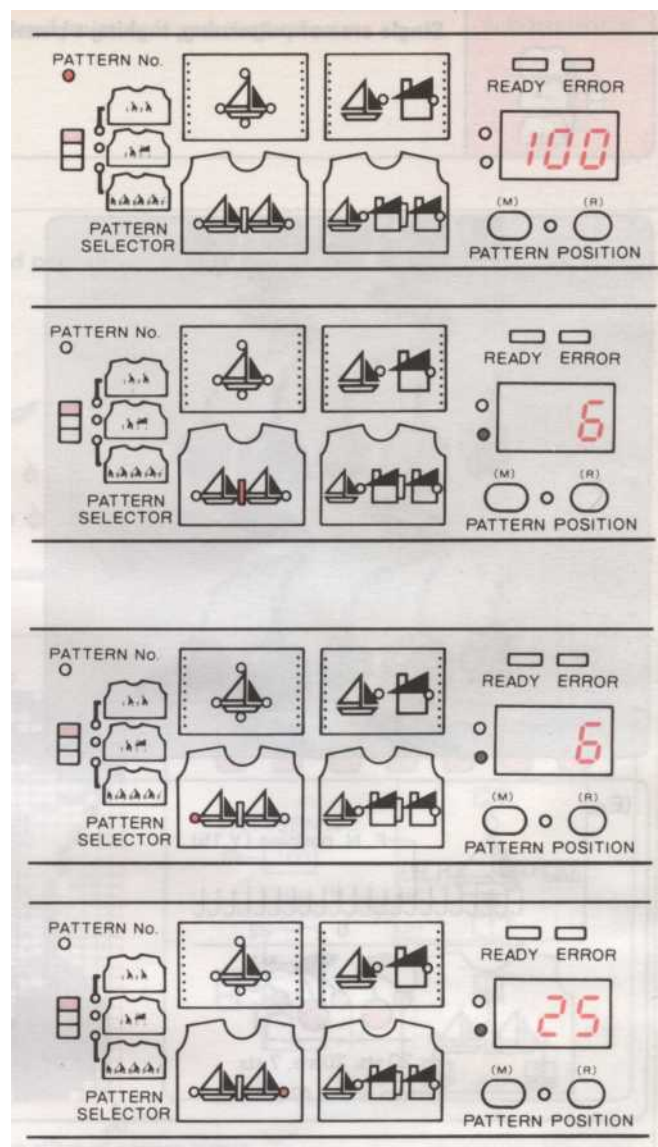 PATTERN No.
READY ERROR
100
(M) (R)
PATTERN POSITION
PATTERN
SELECTOR
PATTERN No.
READY ERROR
6
(M) (R)
PATTERN POSITION
PATTERN
SELECTOR
PATTERN No.
READY ERROR
6
(M) (R)
PATTERN POSITION
PATTERN
SELECTOR
PATTERN No.
READY ERROR
25
(M) (R)
PATTERN POSITION
PATTERN
SELECTOR